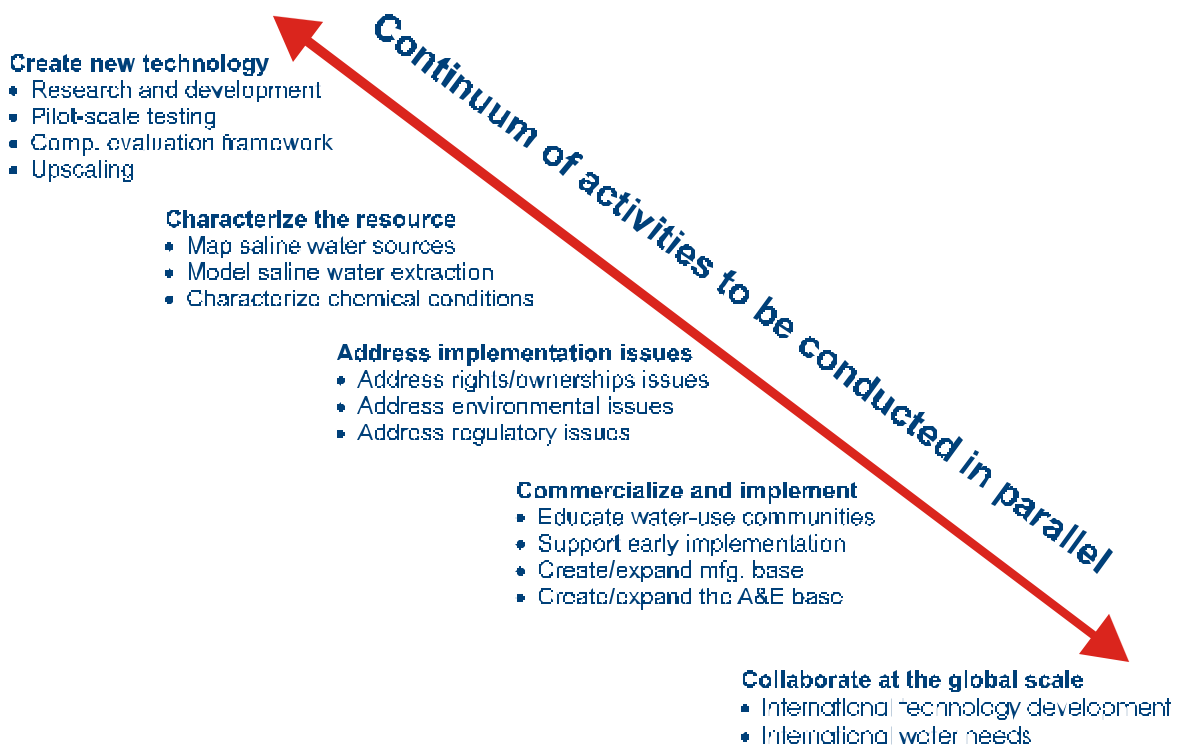 Continuum of activities to be conducted in parallel
Create new technology
• Research and development
• Pilot-scale testing
• Comp. evaluation framework
• Upscaling
Characterize the resource
• Map saline water sources
• Model saline water extraction
• Characterize chemical conditions
Address implementation issues
• Address rights/ownerships issues
• Address environmental issues
• Address regulatory issues
Commercialize and implement
• Educate water-use communities
• Support early implementation
• Create/expand mfg. base
• Create/expand the A&E base
Collaborate at the global scale
• International technology development
• International water needs